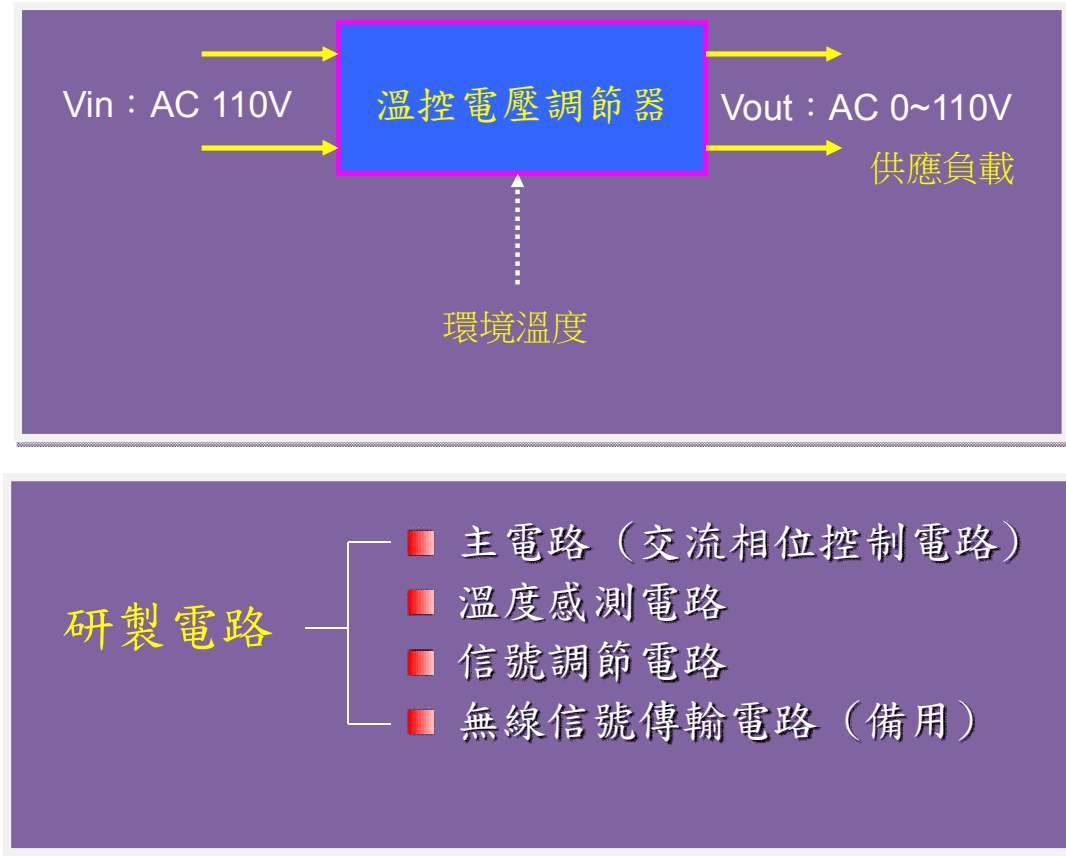 Vin：AC 110V
溫控電壓調節器
Vout：AC 0~110V
供應負載
環境溫度
研製電路
主電路（交流相位控制電路）
溫度感測電路
信號調節電路
無線信號傳輸電路（備用）